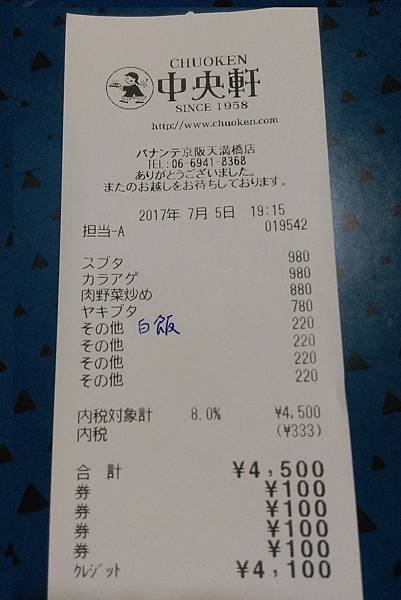 CHUOKEN
中央軒
SINCE 1958
http://www.chuoken.com
パナンテ京阪天満橋店
TEL:06-6941-8368
ありがとうございました。
またのお越しをお待ちしております。
2017年 7月 5日 19:15
担当-A 019542
スブタ 980
カラアゲ 980
肉野菜炒め 880
ヤキブタ 780
その他 白飯 220
その他 220
その他 220
その他 220
内税対象計 8.0% ¥4,500
内税 (¥333)
合 計 ¥4,500
券 ¥100
券 ¥100
券 ¥100
券 ¥100
クレジット ¥4,100